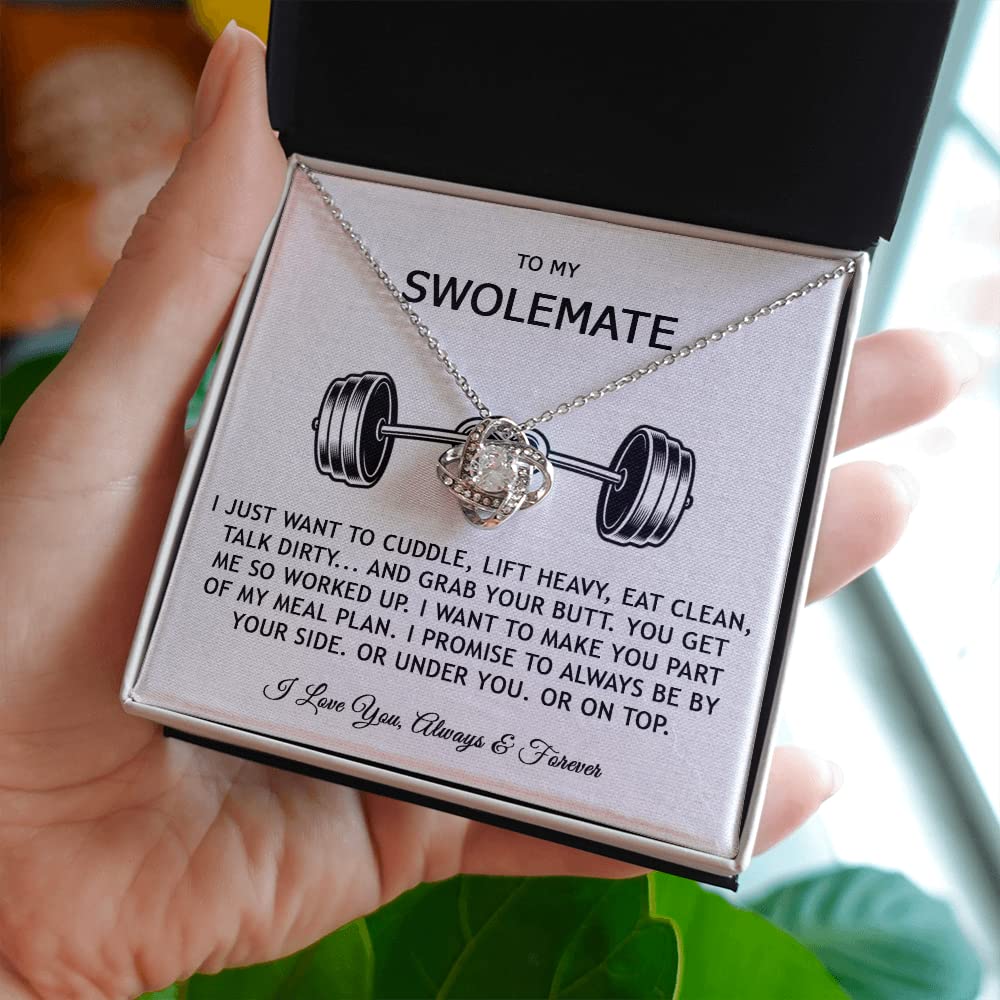 TO MY
SWOLEMATE
I JUST WANT TO CUDDLE, LIFT HEAVY, EAT CLEAN,
TALK DIRTY... AND GRAB YOUR BUTT. YOU GET
ME SO WORKED UP. I WANT TO MAKE YOU PART
OF MY MEAL PLAN. I PROMISE TO ALWAYS BE BY
YOUR SIDE. OR UNDER YOU. OR ON TOP.
I Love You, Always & Forever